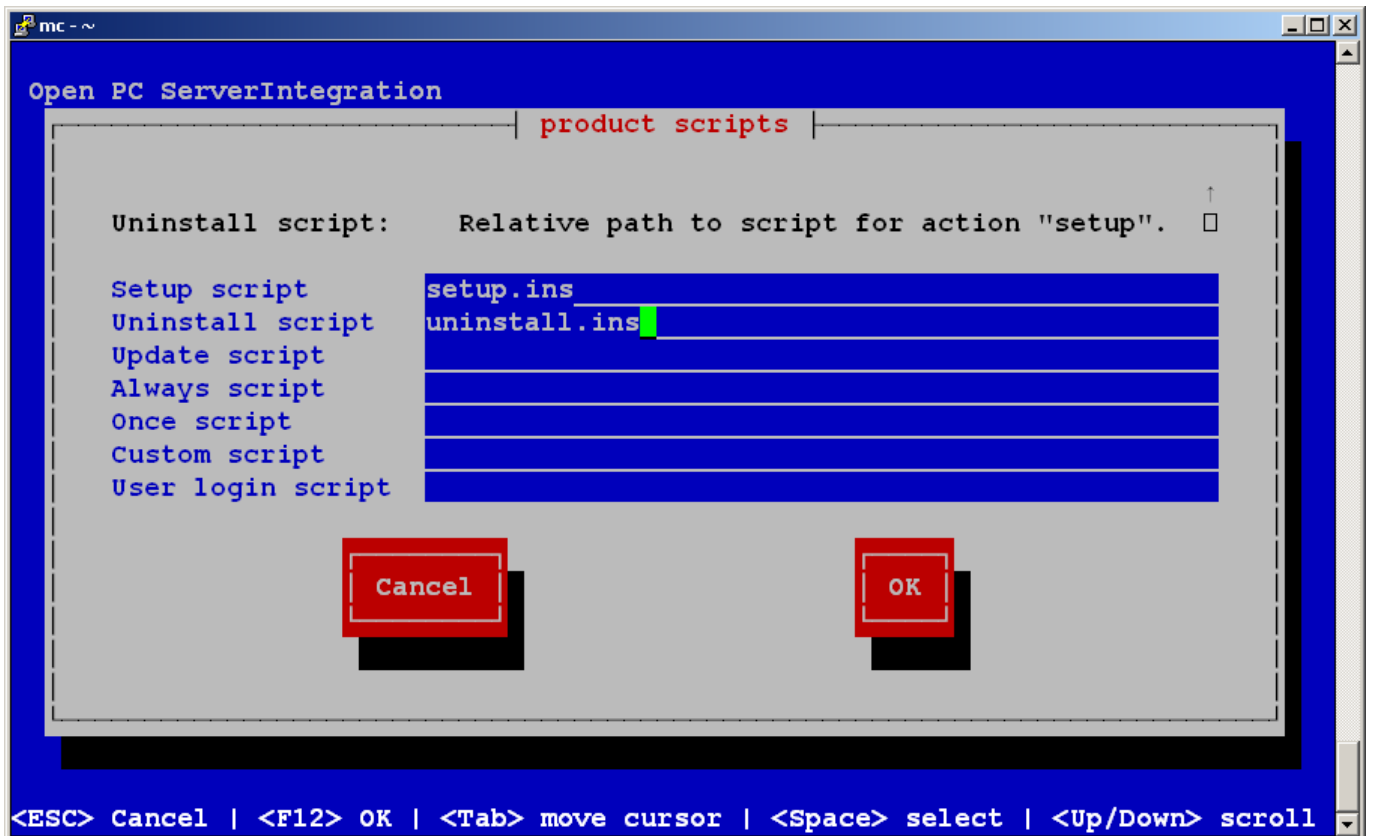 mc - ~
Open PC ServerIntegration
product scripts
↑
Uninstall script: Relative path to script for action "setup".
Setup script setup.ins
Uninstall script uninstall.ins
Update script
Always script
Once script
Custom script
User login script
Cancel OK
<ESC> Cancel | <F12> OK | <Tab> move cursor | <Space> select | <Up/Down> scroll